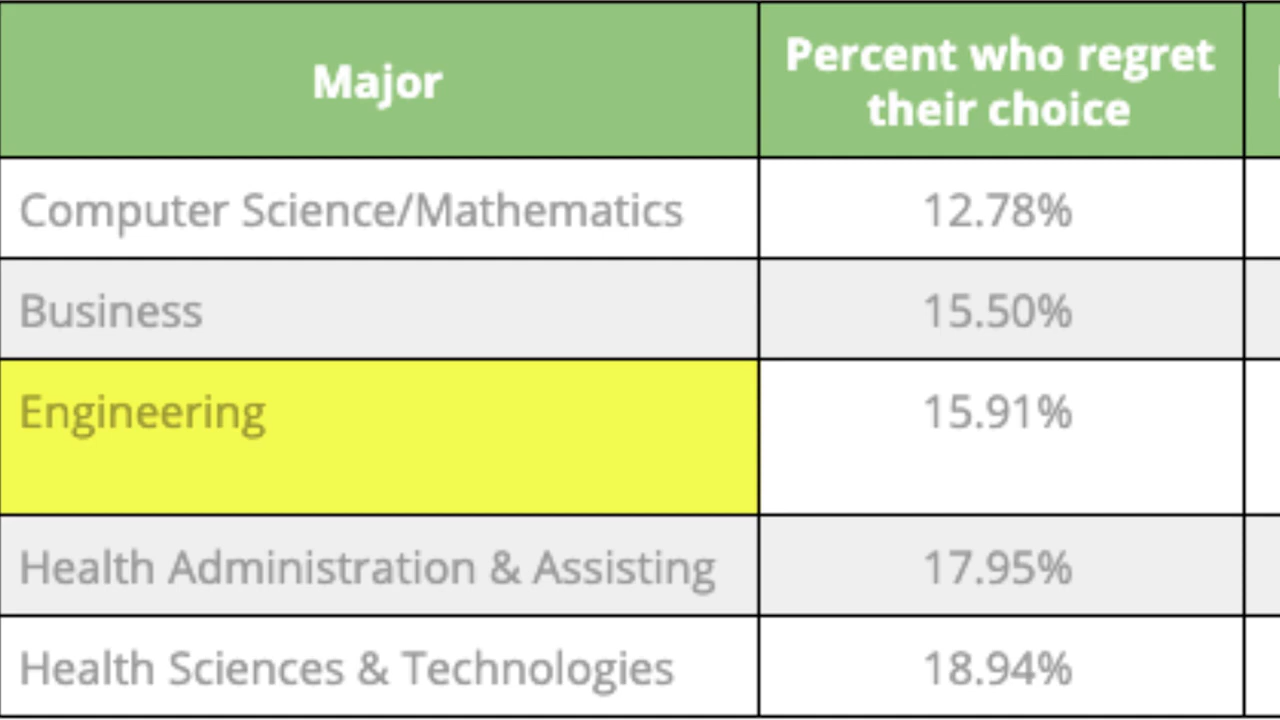 Major
Percent who regret
their choice
Computer Science/Mathematics 12.78%
Business 15.50%
Engineering 15.91%
Health Administration & Assisting 17.95%
Health Sciences & Technologies 18.94%